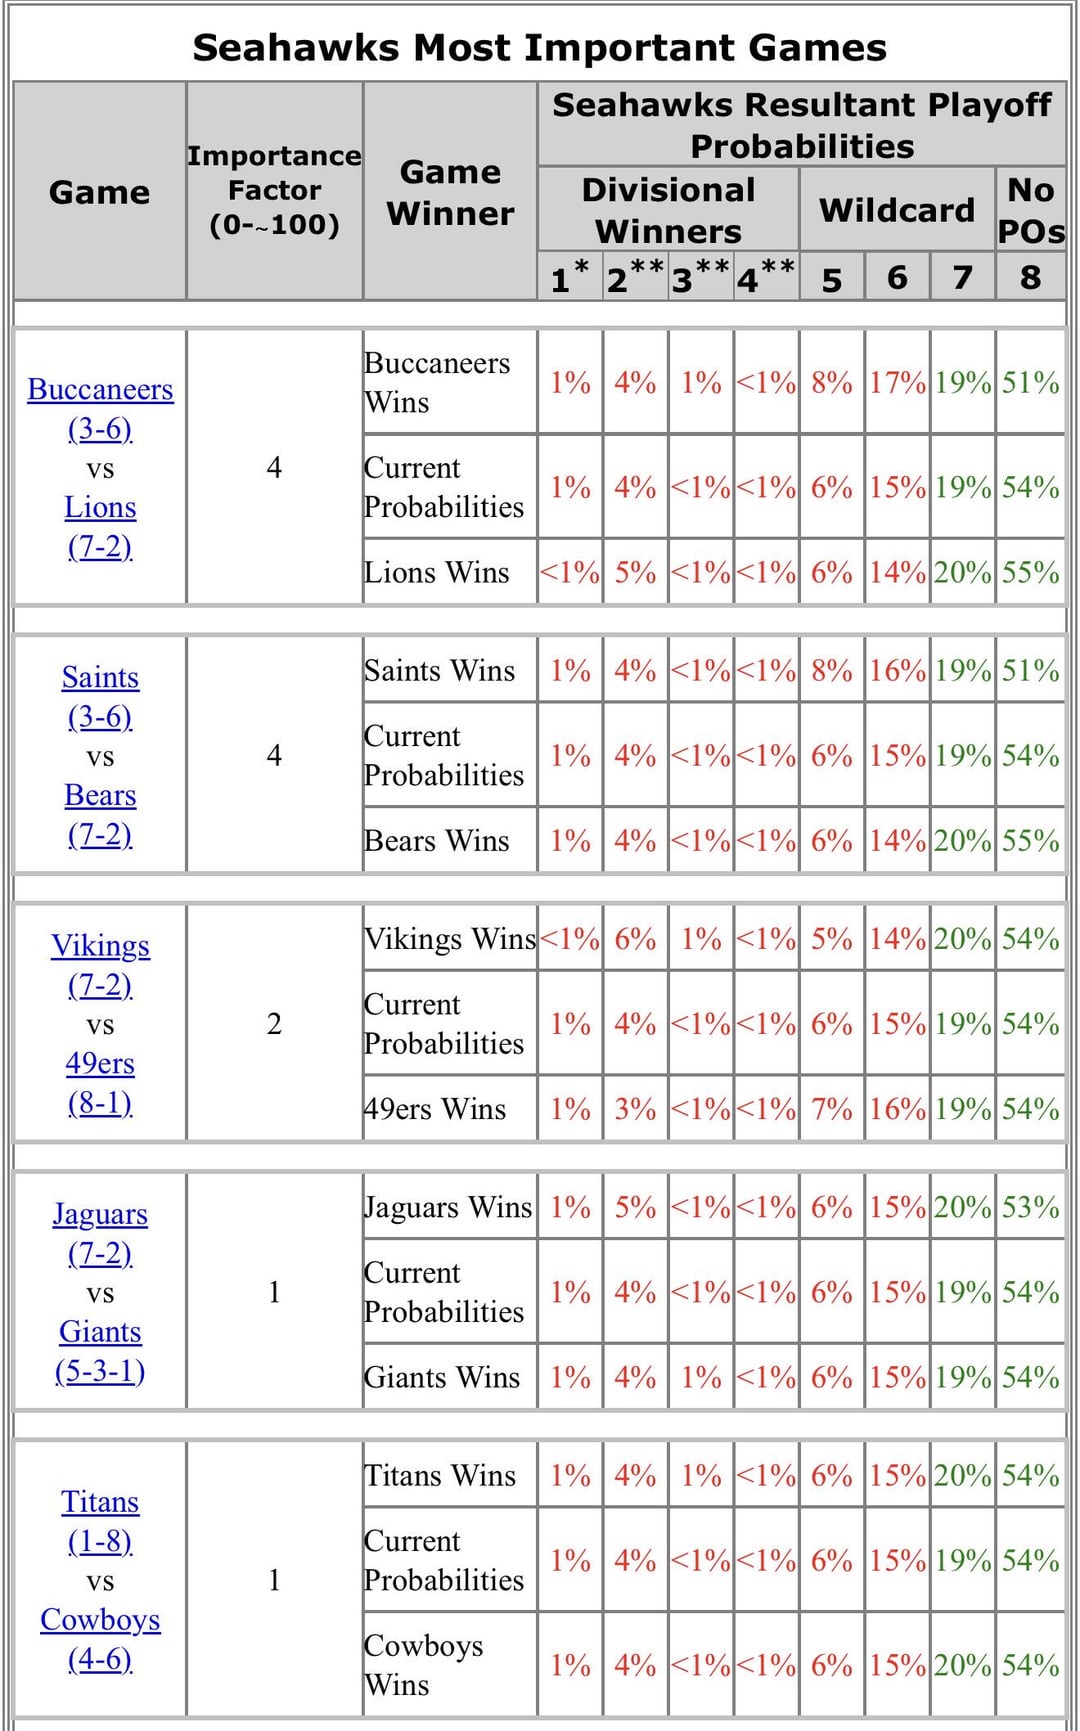 Seahawks Most Important Games
Game
Importance
Factor
(0-~100)
Game
Winner
Seahawks Resultant Playoff
Probabilities
Divisional
Winners
Wildcard
No
POs
1* 2** 3** 4** 5 6 7 8
Buccaneers
(3-6)
vs
Lions
(7-2)
4
Buccaneers
Wins
1% 4% 1% <1% 8% 17% 19% 51%
Current
Probabilities
1% 4% <1% <1% 6% 15% 19% 54%
Lions Wins <1% 5% <1% <1% 6% 14% 20% 55%
Saints
(3-6)
vs
Bears
(7-2)
4
Saints Wins 1% 4% <1% <1% 8% 16% 19% 51%
Current
Probabilities
1% 4% <1% <1% 6% 15% 19% 54%
Bears Wins 1% 4% <1% <1% 6% 14% 20% 55%
Vikings
(7-2)
vs
49ers
(8-1)
2
Vikings Wins <1% 6% 1% <1% 5% 14% 20% 54%
Current
Probabilities
1% 4% <1% <1% 6% 15% 19% 54%
49ers Wins 1% 3% <1% <1% 7% 16% 19% 54%
Jaguars
(7-2)
vs
Giants
(5-3-1)
1
Jaguars Wins 1% 5% <1% <1% 6% 15% 20% 53%
Current
Probabilities
1% 4% <1% <1% 6% 15% 19% 54%
Giants Wins 1% 4% 1% <1% 6% 15% 19% 54%
Titans
(1-8)
vs
Cowboys
(4-6)
1
Titans Wins 1% 4% 1% <1% 6% 15% 20% 54%
Current
Probabilities
1% 4% <1% <1% 6% 15% 19% 54%
Cowboys
Wins
1% 4% <1% <1% 6% 15% 20% 54%